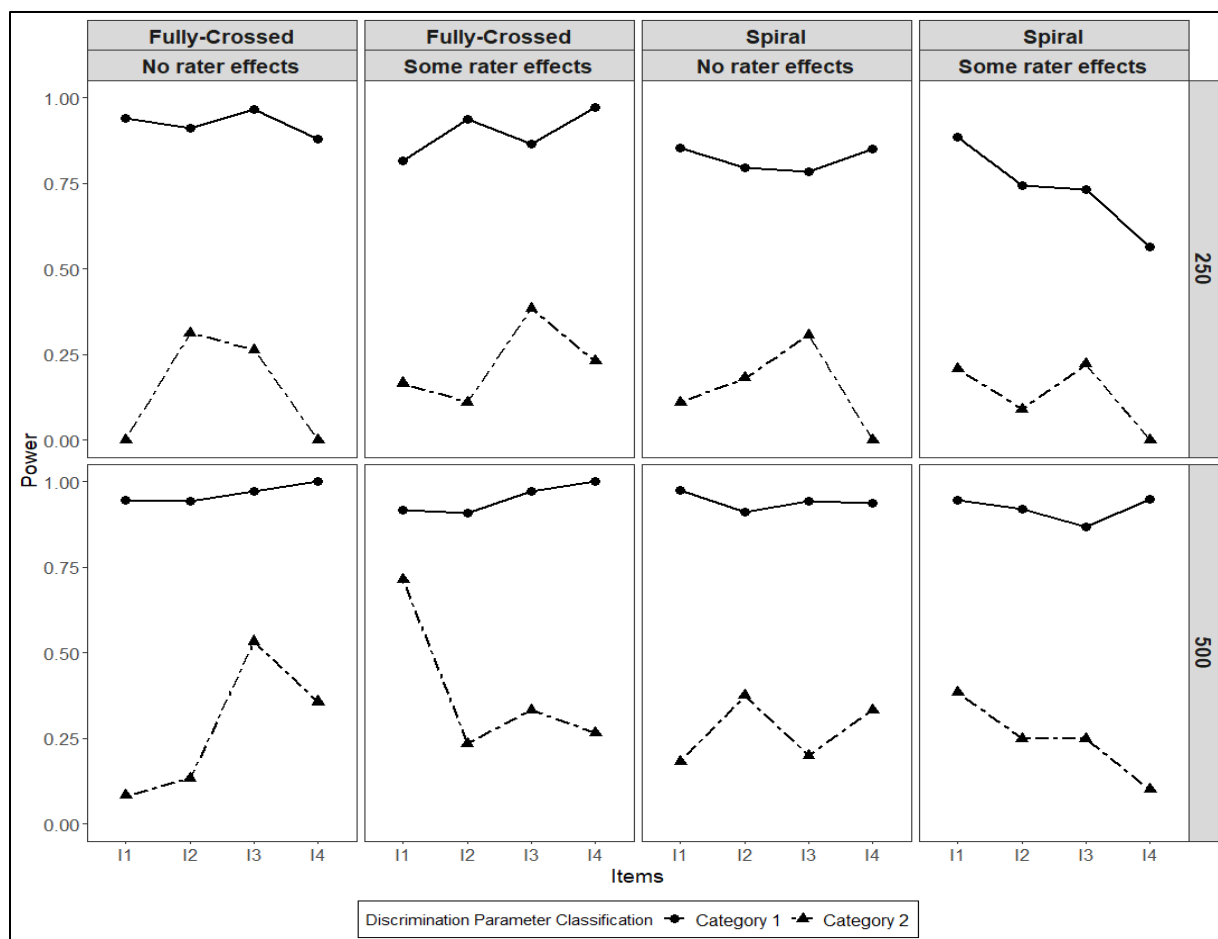 Fully-Crossed Fully-Crossed Spiral Spiral
No rater effects Some rater effects No rater effects Some rater effects
1.00
0.75
0.50
0.25
0.00
250
Power
1.00
0.75
0.50
0.25
0.00
500
I1 I2 I3 I4 I1 I2 I3 I4 I1 I2 I3 I4 I1 I2 I3 I4
Items
Discrimination Parameter Classification Category 1 Category 2